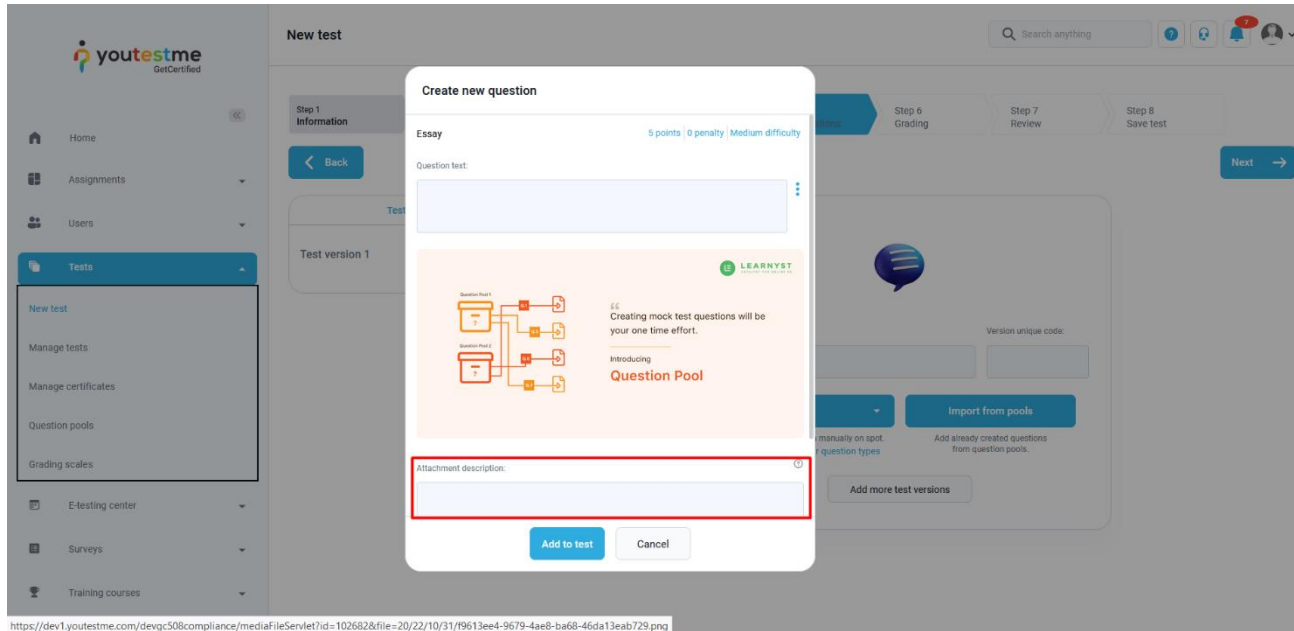 youtestme
GetCertified
Home
Assignments
Users
Tests
New test
Manage tests
Manage certificates
Question pools
Grading scales
E-testing center
Surveys
Training courses
New test
Search anything
?
7
Step 1
Information
Step 6
Grading
Step 7
Review
Step 8
Save test
Back
Next
Test
Test version 1
Version unique code:
Import from pools
manually on spot.
question types
Add already created questions
from question pools.
Add more test versions
Create new question
Essay
5 points | 0 penalty | Medium difficulty
Question text:
LEARNYST
Question Pool 1
?
Question Pool 2
?
Creating mock test questions will be
your one time effort.
Introducing
Question Pool
Attachment description:
Add to test
Cancel
https://dev1.youtestme.com/devgc508compliance/mediaFileServlet?id=102682&file=20/22/10/31/f9613ee4-9679-4ae8-ba68-46da13eab729.png